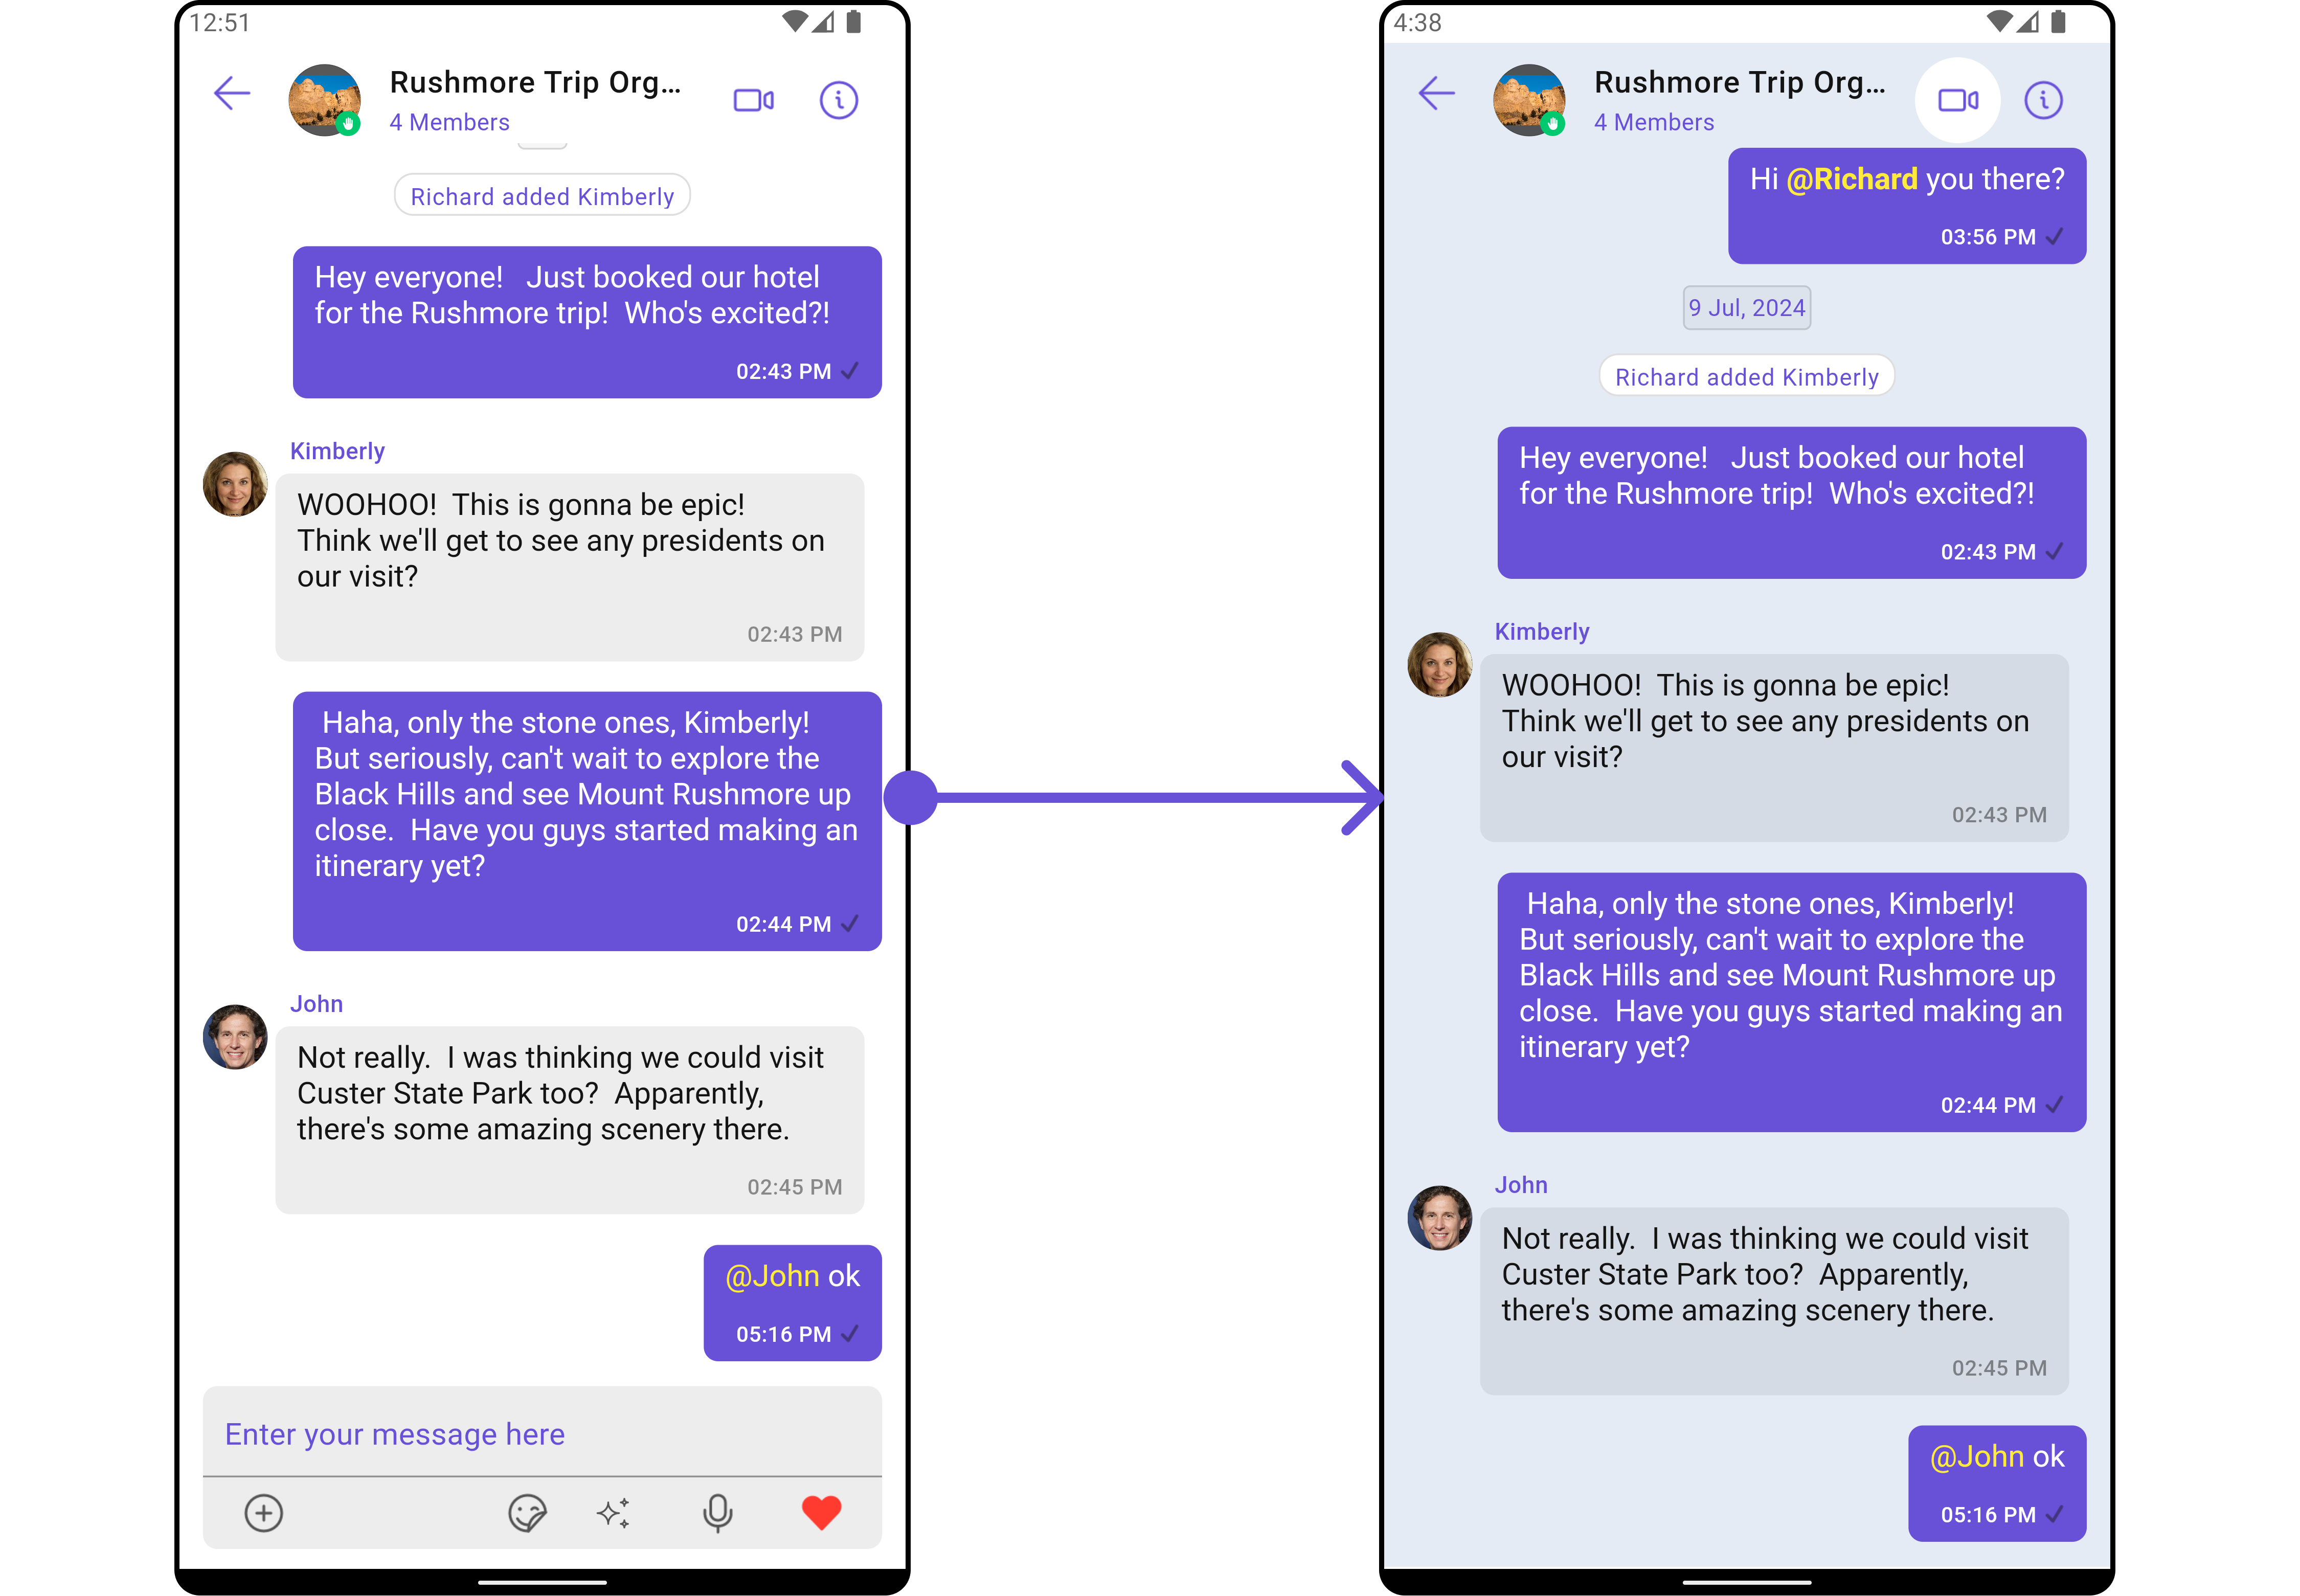 12:51
Rushmore Trip Org...
4 Members
Richard added Kimberly
Hey everyone!   Just booked our hotel
for the Rushmore trip!  Who's excited?!
02:43 PM
Kimberly
WOOHOO!  This is gonna be epic!
Think we'll get to see any presidents on
our visit?
02:43 PM
Haha, only the stone ones, Kimberly!
But seriously, can't wait to explore the
Black Hills and see Mount Rushmore up
close.  Have you guys started making an
itinerary yet?
02:44 PM
John
Not really.  I was thinking we could visit
Custer State Park too?  Apparently,
there's some amazing scenery there.
02:45 PM
@John ok
05:16 PM
Enter your message here
4:38
Rushmore Trip Org...
4 Members
Hi @Richard you there?
03:56 PM
9 Jul, 2024
Richard added Kimberly
Hey everyone!   Just booked our hotel
for the Rushmore trip!  Who's excited?!
02:43 PM
Kimberly
WOOHOO!  This is gonna be epic!
Think we'll get to see any presidents on
our visit?
02:43 PM
Haha, only the stone ones, Kimberly!
But seriously, can't wait to explore the
Black Hills and see Mount Rushmore up
close.  Have you guys started making an
itinerary yet?
02:44 PM
John
Not really.  I was thinking we could visit
Custer State Park too?  Apparently,
there's some amazing scenery there.
02:45 PM
@John ok
05:16 PM